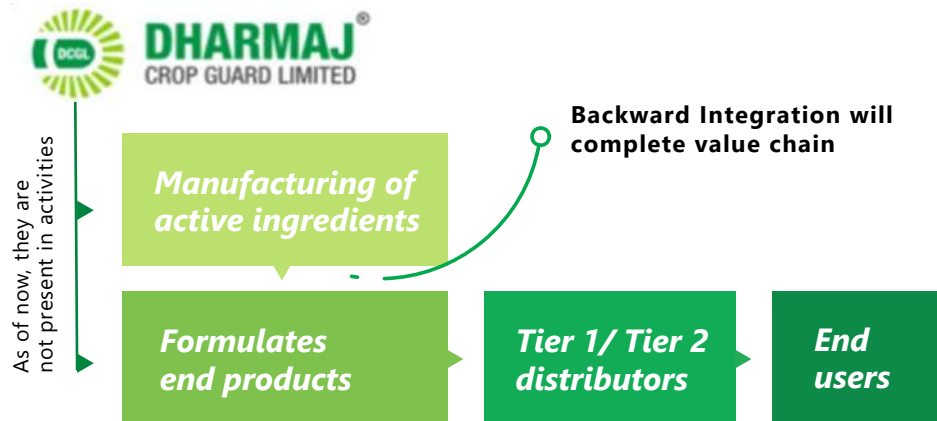 DCGL
DHARMAJ®
CROP GUARD LIMITED
As of now, they are
not present in activities
Backward Integration will
complete value chain
Manufacturing of
active ingredients
Formulates
end products
Tier 1/ Tier 2
distributors
End
users